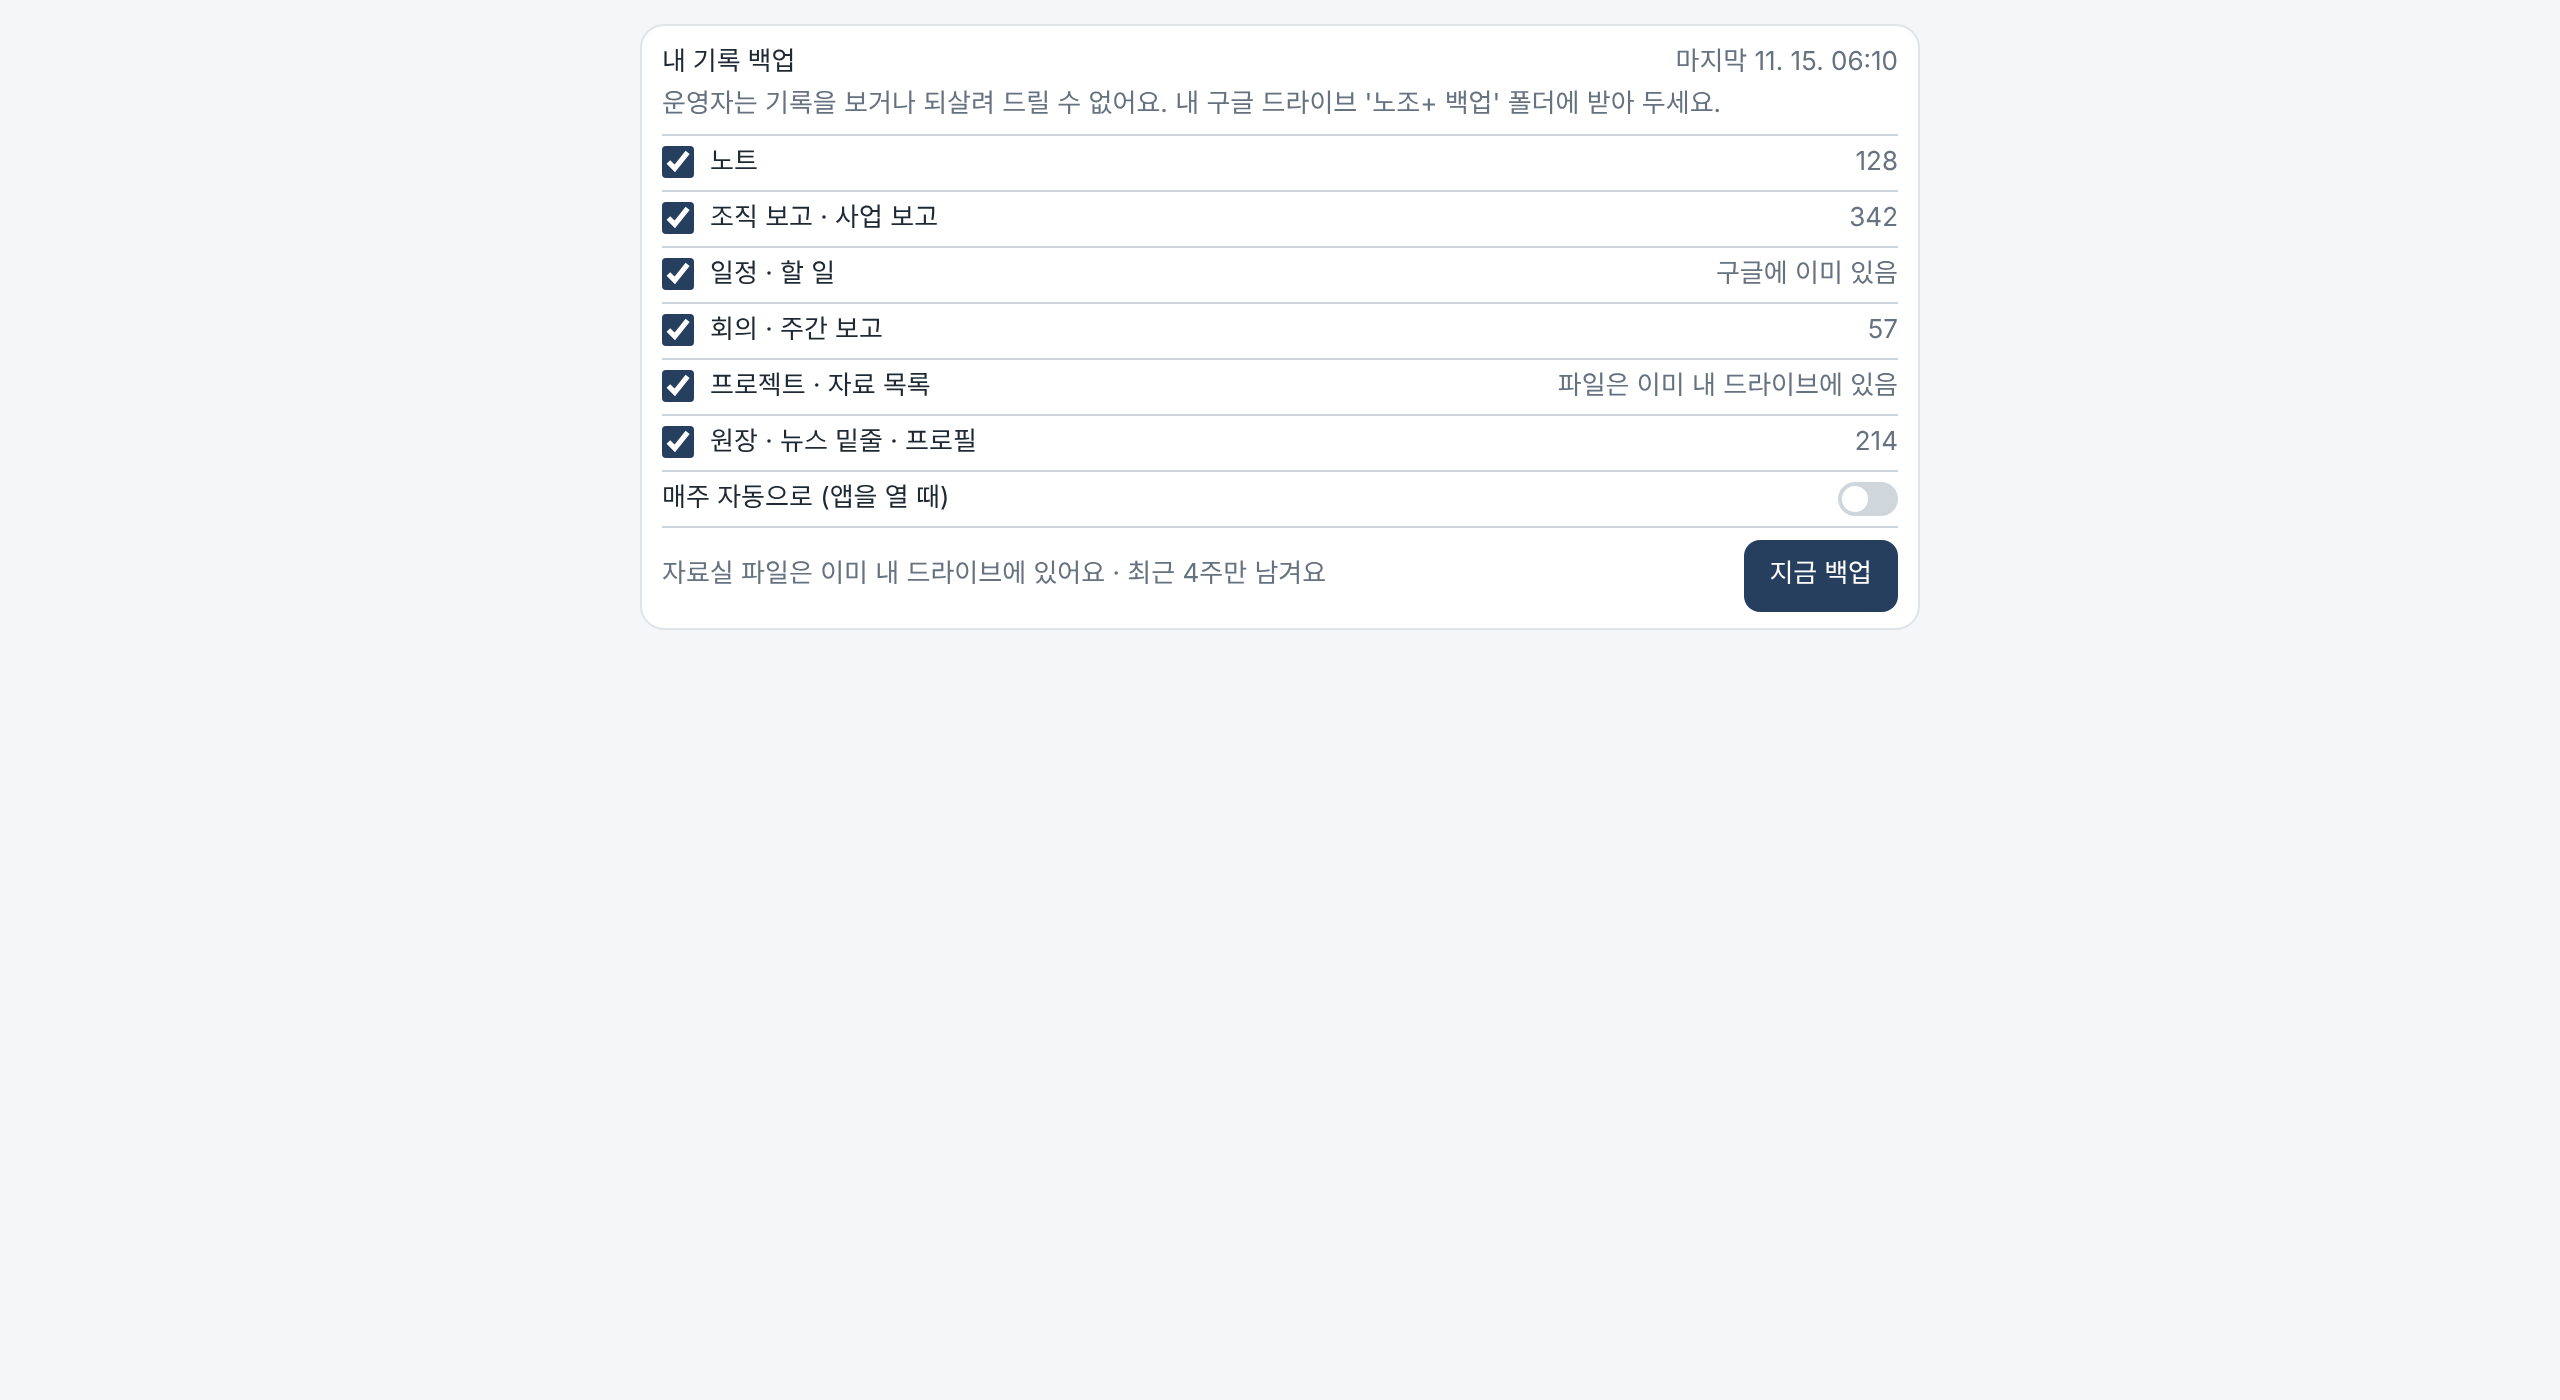 내 기록 백업
마지막 11. 15. 06:10
운영자는 기록을 보거나 되살려 드릴 수 없어요. 내 구글 드라이브 '노조+ 백업' 폴더에 받아 두세요.
노트 128
조직 보고 · 사업 보고 342
일정 · 할 일 구글에 이미 있음
회의 · 주간 보고 57
프로젝트 · 자료 목록 파일은 이미 내 드라이브에 있음
원장 · 뉴스 밑줄 · 프로필 214
매주 자동으로 (앱을 열 때)
자료실 파일은 이미 내 드라이브에 있어요 · 최근 4주만 남겨요
지금 백업